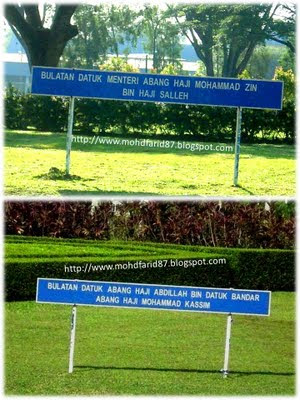 BULATAN DATUK MENTERI ABANG HAJI MOHAMMAD ZIN
BIN HAJI SALLEH
http://www.mohdfarid87.blogspot.com
http://www.mohdfarid87.blogspot.com
BULATAN DATUK ABANG HAJI ABDILLAH BIN DATUK BANDAR
ABANG HAJI MOHAMMAD KASSIM